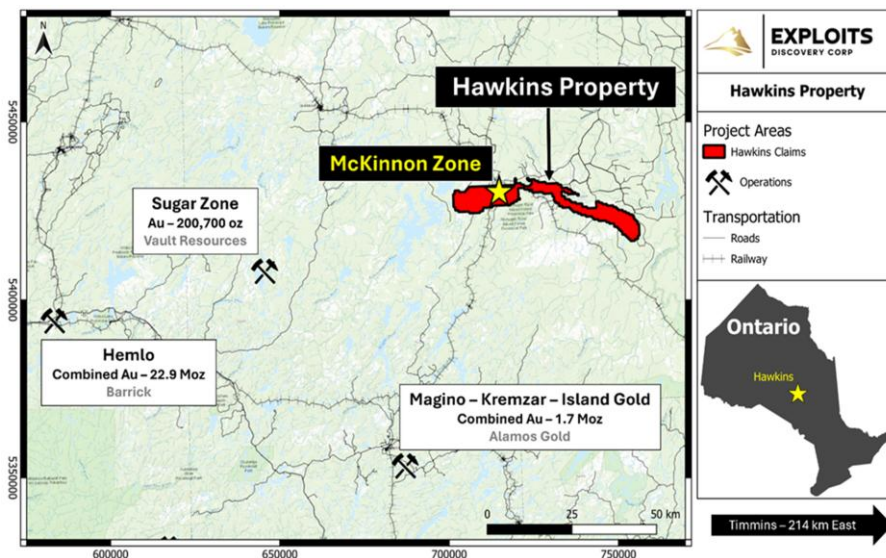 N
5450000
5400000
5350000
600000
650000
700000
750000
Hawkins Property
McKinnon Zone
Sugar Zone
Au – 200,700 oz
Vault Resources
Hemlo
Combined Au – 22.9 Moz
Barrick
Magino – Kremzar – Island Gold
Combined Au – 1.7 Moz
Alamos Gold
0 25 50 km
EXPLOITS
DISCOVERY CORP
Hawkins Property
Project Areas
Hawkins Claims
Operations
Transportation
Roads
Railway
Ontario
Hawkins
Timmins – 214 km East